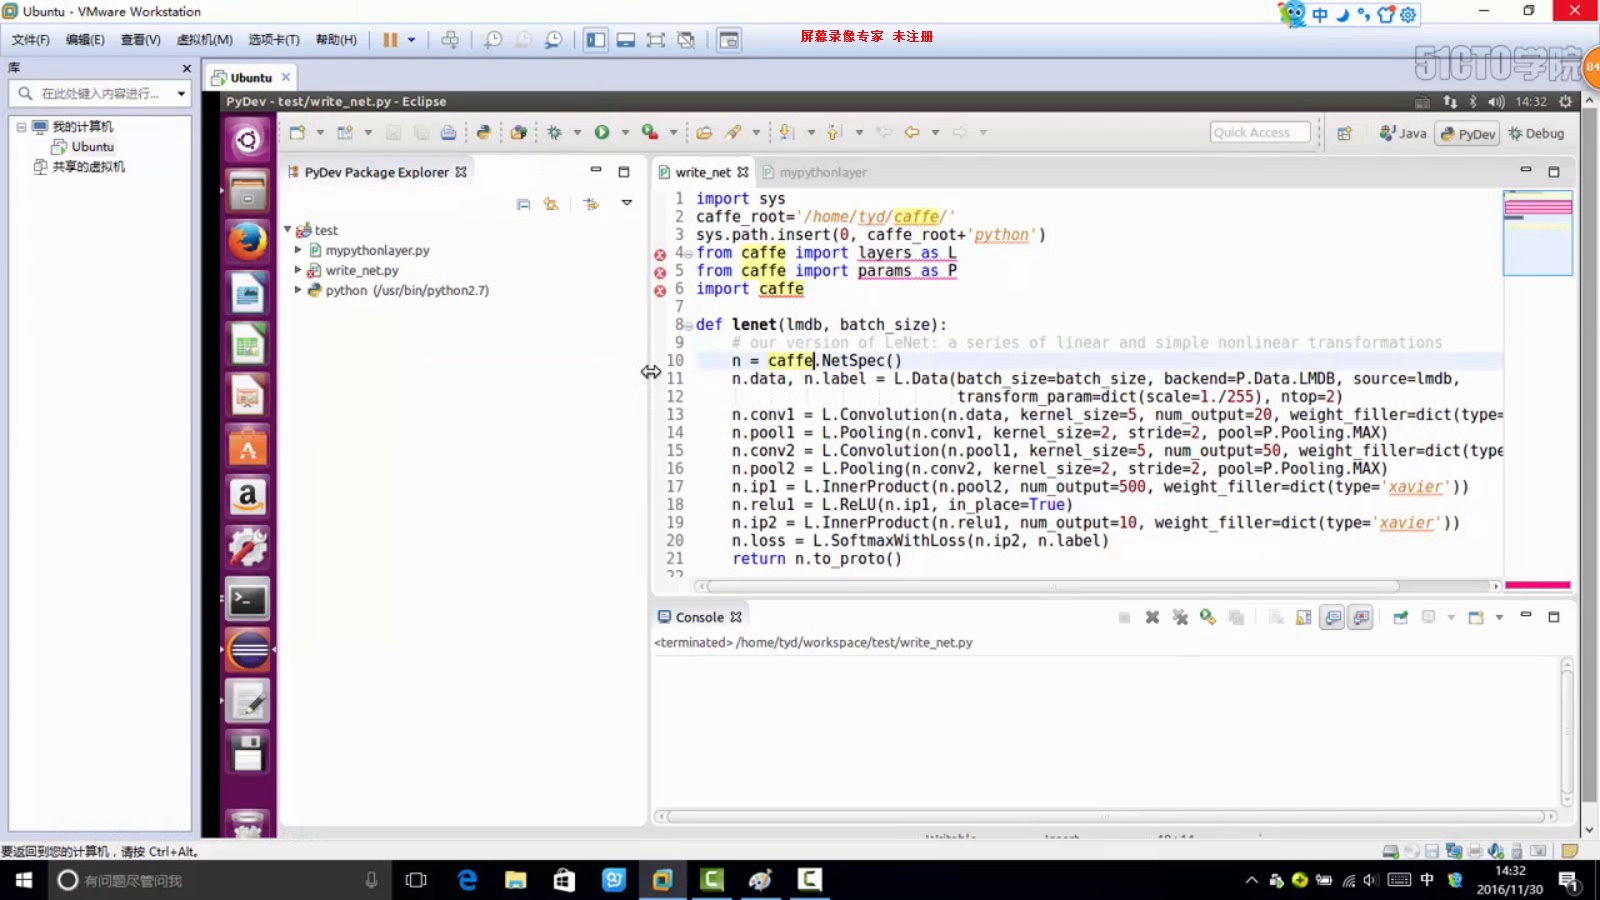 Ubuntu - VMware Workstation
文件(F) 编辑(E) 查看(V) 虚拟机(M) 选项卡(T) 帮助(H)
屏幕录像专家 未注册
中
51CTO学院
84
库
在此处键入内容进行...
我的计算机
Ubuntu
共享的虚拟机
Ubuntu
PyDev - test/write_net.py - Eclipse
14:32
Quick Access
Java
PyDev
Debug
PyDev Package Explorer
test
mypythonlayer.py
write_net.py
python (/usr/bin/python2.7)
write_net
mypythonlayer
1 import sys
2 caffe_root='/home/tyd/caffe/'
3 sys.path.insert(0, caffe_root+'python')
4 from caffe import layers as L
5 from caffe import params as P
6 import caffe
7
8 def lenet(lmdb, batch_size):
9 # our version of LeNet: a series of linear and simple nonlinear transformations
10 n = caffe.NetSpec()
11 n.data, n.label = L.Data(batch_size=batch_size, backend=P.Data.LMDB, source=lmdb,
12 transform_param=dict(scale=1./255), ntop=2)
13 n.conv1 = L.Convolution(n.data, kernel_size=5, num_output=20, weight_filler=dict(type=
14 n.pool1 = L.Pooling(n.conv1, kernel_size=2, stride=2, pool=P.Pooling.MAX)
15 n.conv2 = L.Convolution(n.pool1, kernel_size=5, num_output=50, weight_filler=dict(type
16 n.pool2 = L.Pooling(n.conv2, kernel_size=2, stride=2, pool=P.Pooling.MAX)
17 n.ip1 = L.InnerProduct(n.pool2, num_output=500, weight_filler=dict(type='xavier'))
18 n.relu1 = L.ReLU(n.ip1, in_place=True)
19 n.ip2 = L.InnerProduct(n.relu1, num_output=10, weight_filler=dict(type='xavier'))
20 n.loss = L.SoftmaxWithLoss(n.ip2, n.label)
21 return n.to_proto()
22
Console
<terminated> /home/tyd/workspace/test/write_net.py
要返回到您的计算机，请按 Ctrl+Alt。
有问题尽管问我
中
14:32
2016/11/30
1